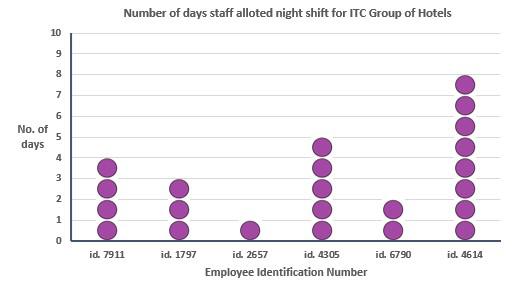 Number of days staff alloted night shift for ITC Group of Hotels
10
9
8
7
6
5
4
3
2
1
0
No. of
days
id. 7911 id. 1797 id. 2657 id. 4305 id. 6790 id. 4614
Employee Identification Number